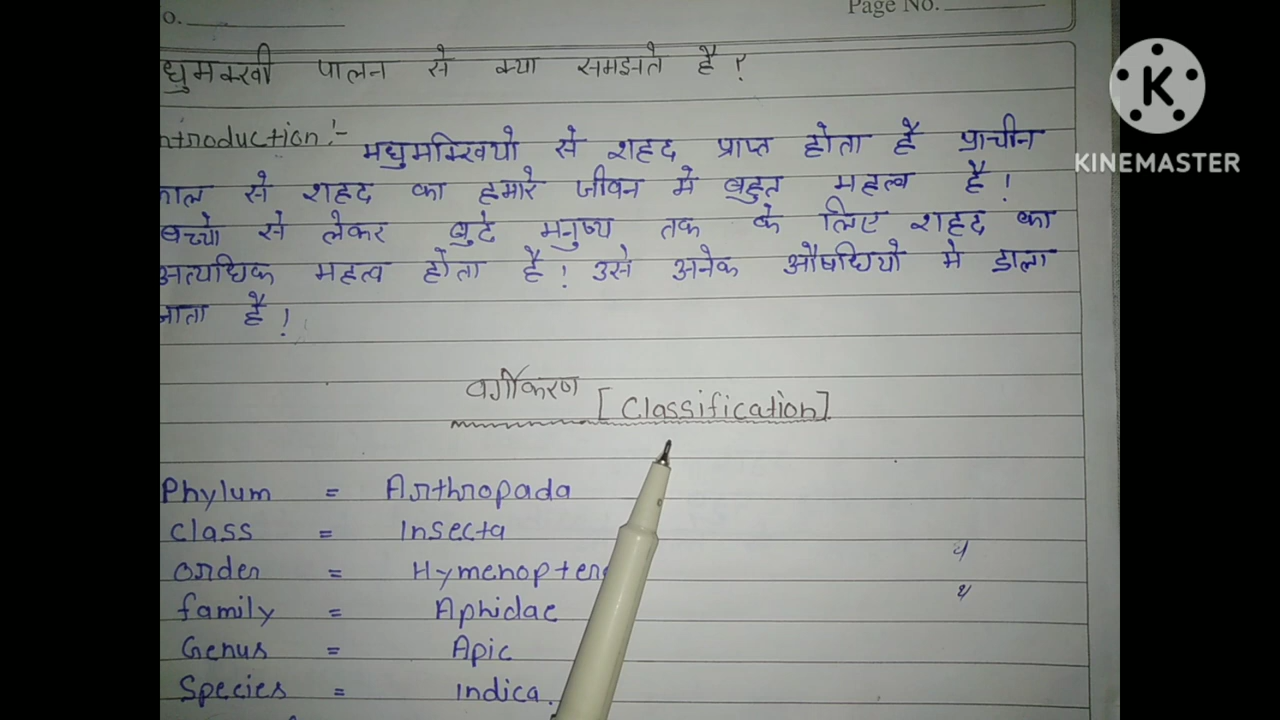 o. Page No.
धुमक्खी पालन से क्या समझते है ?
ntroduction:- मधुमक्खियो से शहद प्राप्त होता है प्राचीन
काल से शहद का हमारे जीवन मे बहुत महत्व है !
बच्चो से लेकर बुटे मनुष्य तक के लिए शहद का
अत्यधिक महत्व होता है ! उसे अनेक औषधियो मे डाला
जाता है !
वर्गीकरण [Classification]
Phylum = Arthropada
Class = Insecta
Order = Hymenoptera
family = Aphidae
Genus = Apic
Species = Indica.
K
KINEMASTER